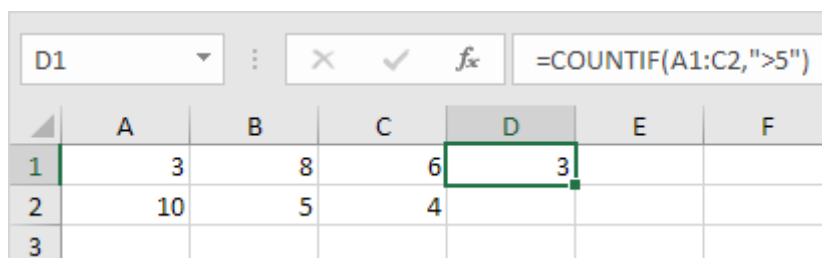 D1 fx =COUNTIF(A1:C2,">5")
A B C D E F
1 3 8 6 3
2 10 5 4
3